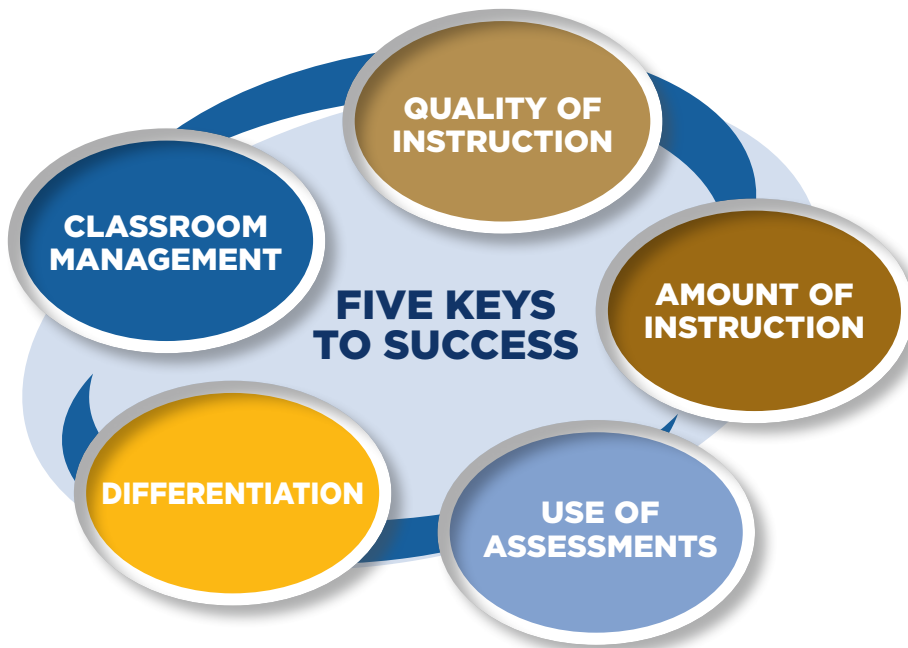 QUALITY OF
INSTRUCTION
CLASSROOM
MANAGEMENT
AMOUNT OF
INSTRUCTION
FIVE KEYS
TO SUCCESS
DIFFERENTIATION
USE OF
ASSESSMENTS